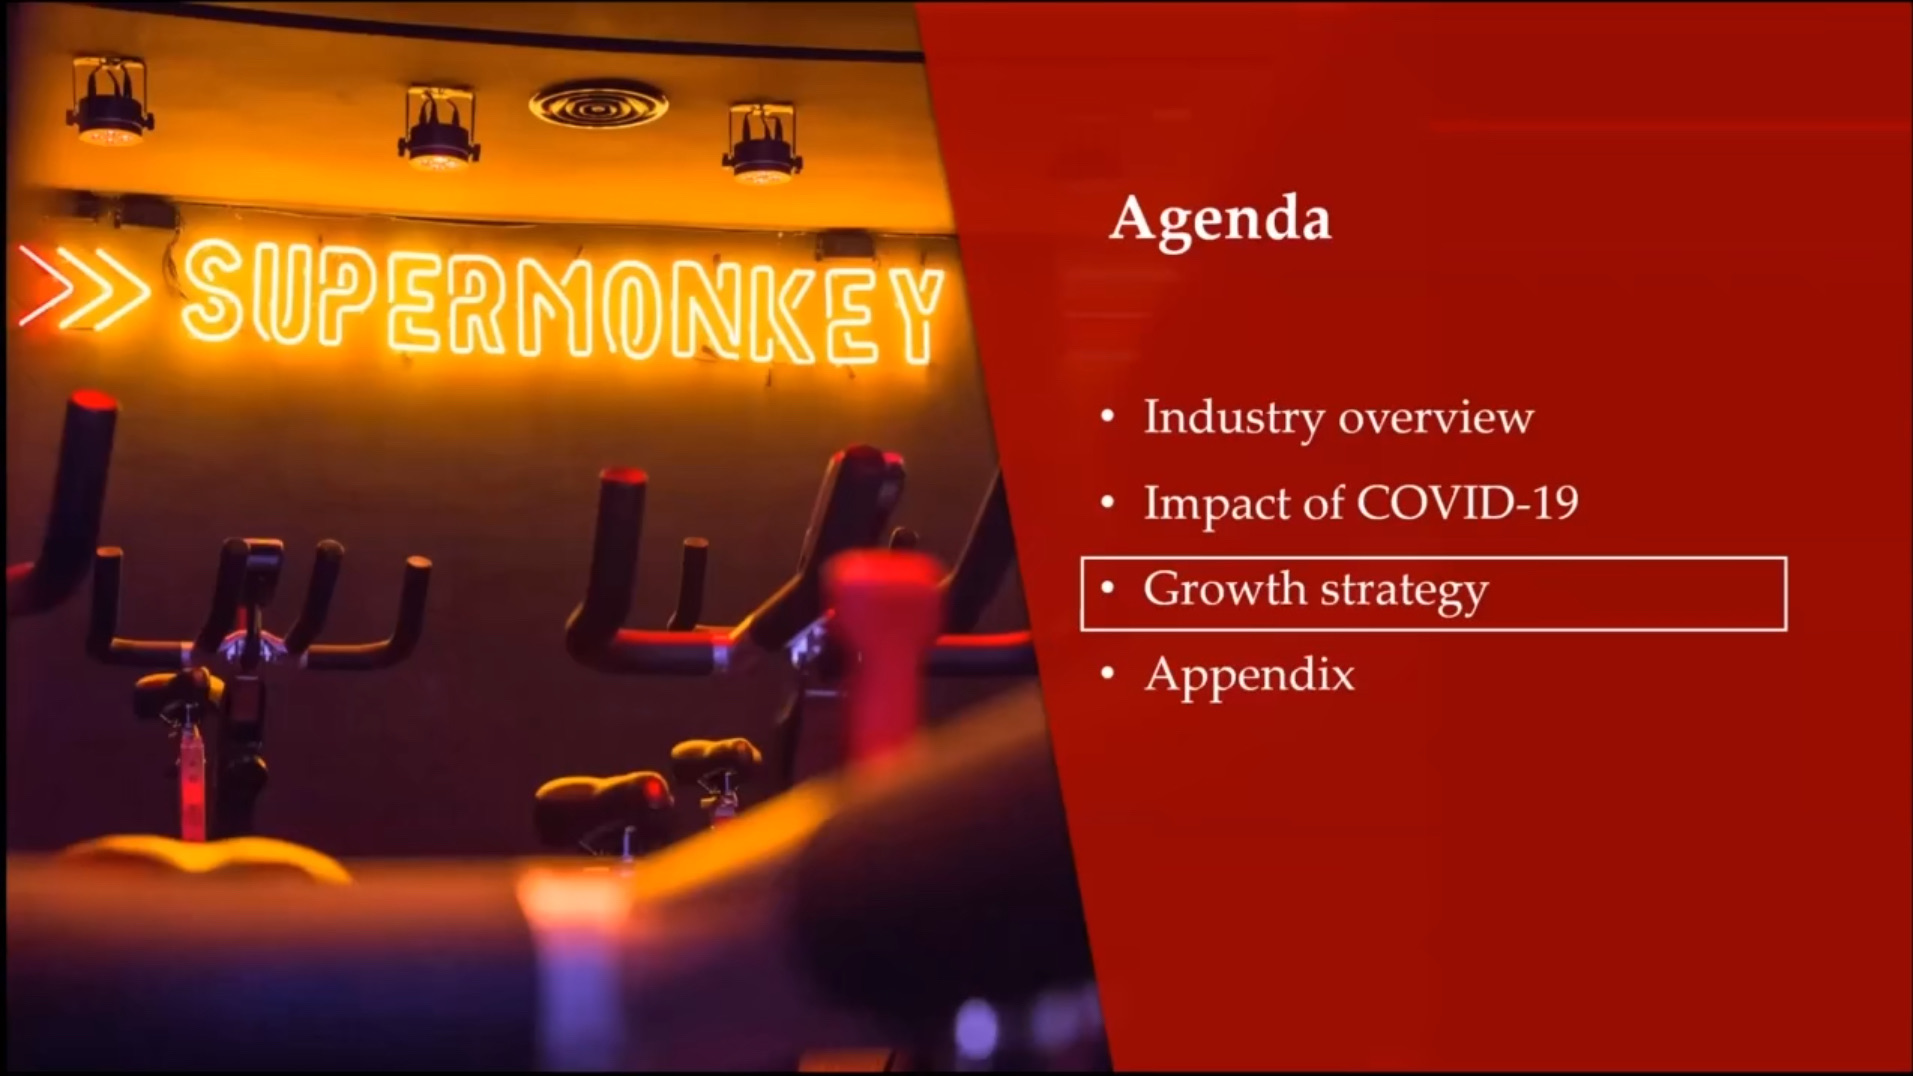 SUPERMONKEY
Agenda
• Industry overview
• Impact of COVID-19
• Growth strategy
• Appendix